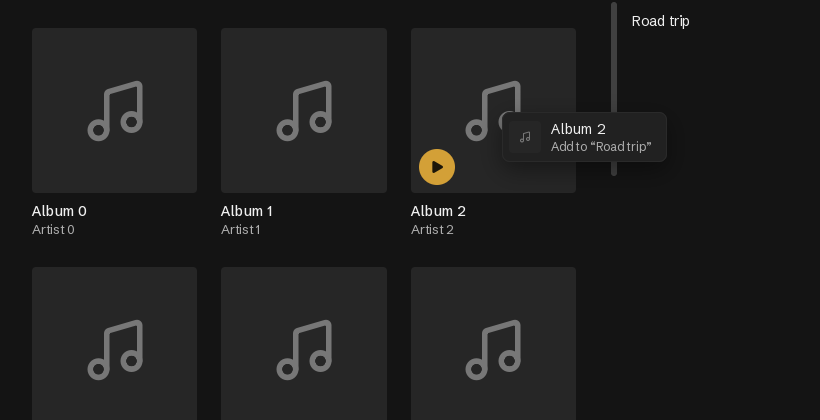 Road trip
Album 2
Add to “Road trip”
Album 0
Artist 0
Album 1
Artist 1
Album 2
Artist 2